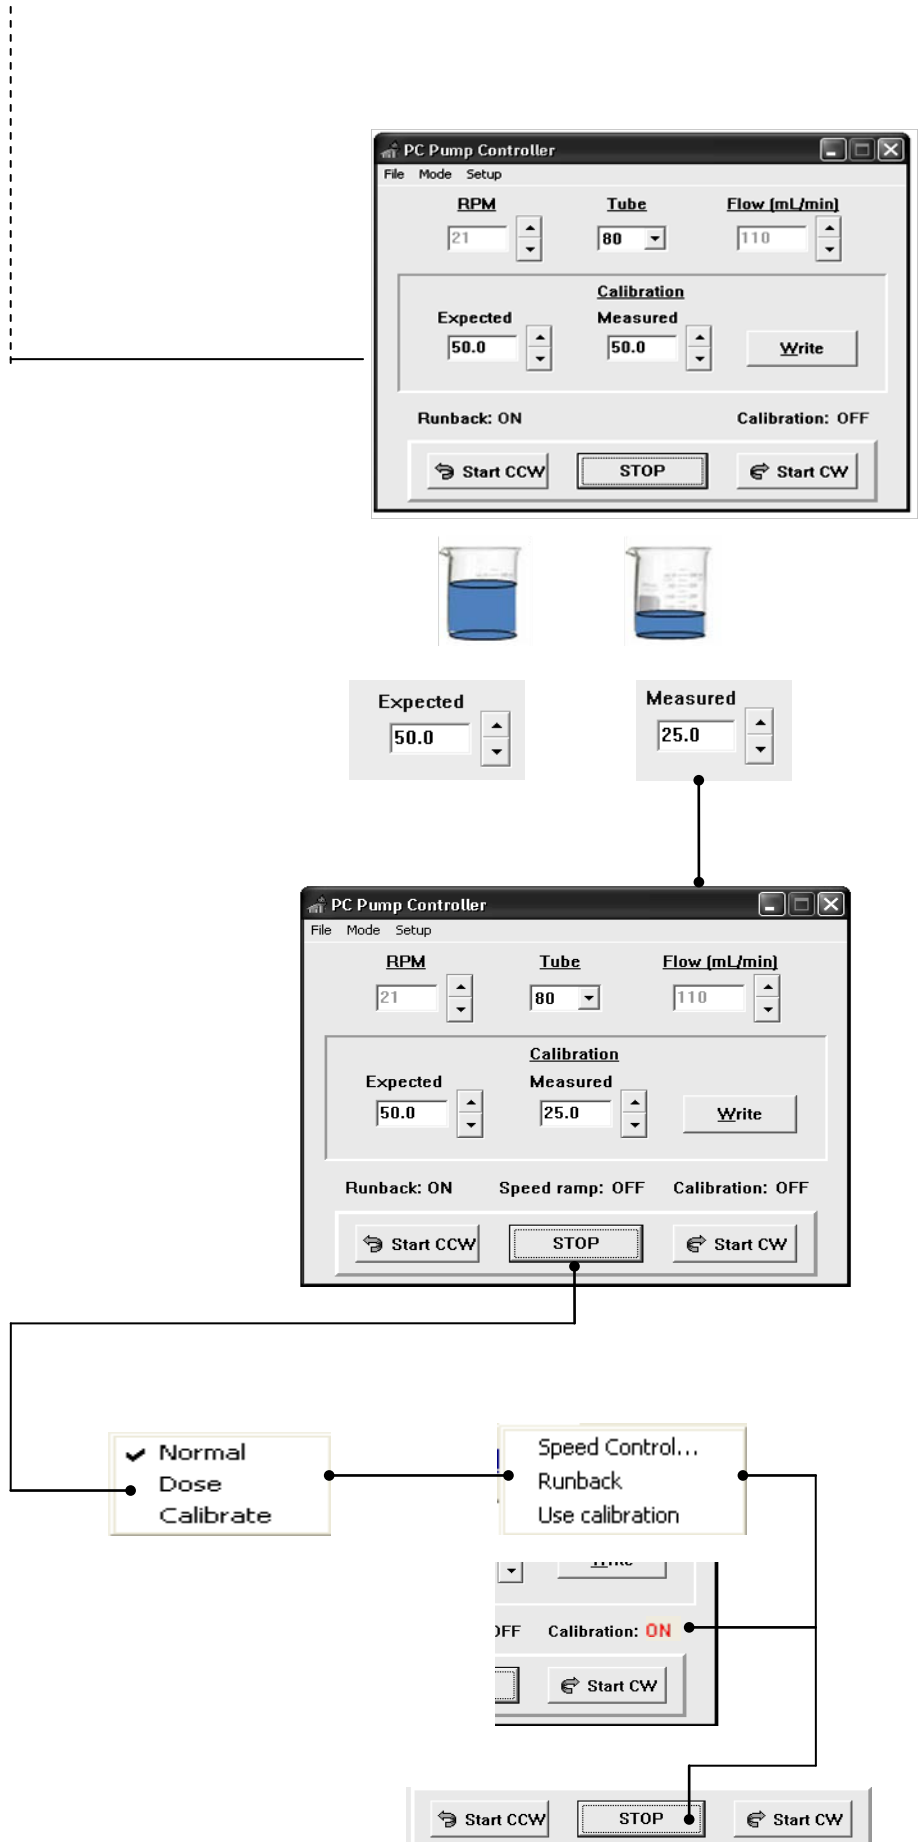 PC Pump Controller
File Mode Setup
RPM Tube Flow (mL/min)
21 80 110
Calibration
Expected Measured
50.0 50.0 Write
Runback: ON Calibration: OFF
Start CCW STOP Start CW
Expected Measured
50.0 25.0
PC Pump Controller
File Mode Setup
RPM Tube Flow (mL/min)
21 80 110
Calibration
Expected Measured
50.0 25.0 Write
Runback: ON Speed ramp: OFF Calibration: OFF
Start CCW STOP Start CW
Normal
Dose
Calibrate
Speed Control...
Runback
Use calibration
Calibration: ON
Start CW
Start CCW STOP Start CW